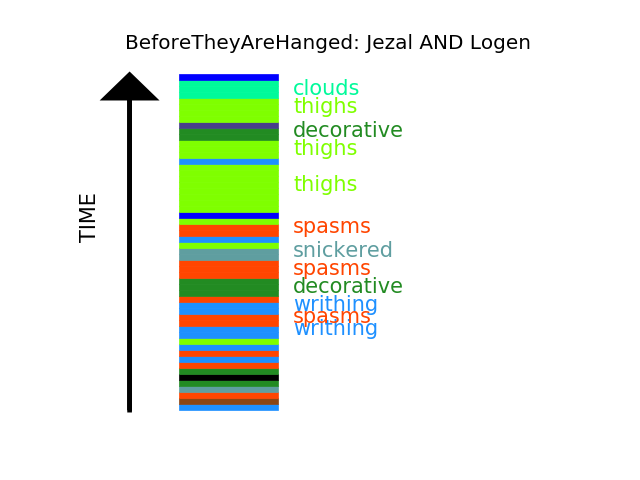 BeforeTheyAreHanged: Jezal AND Logen
clouds
thighs
decorative
thighs
thighs
spasms
snickered
spasms
decorative
writhing
spasms
writhing
TIME